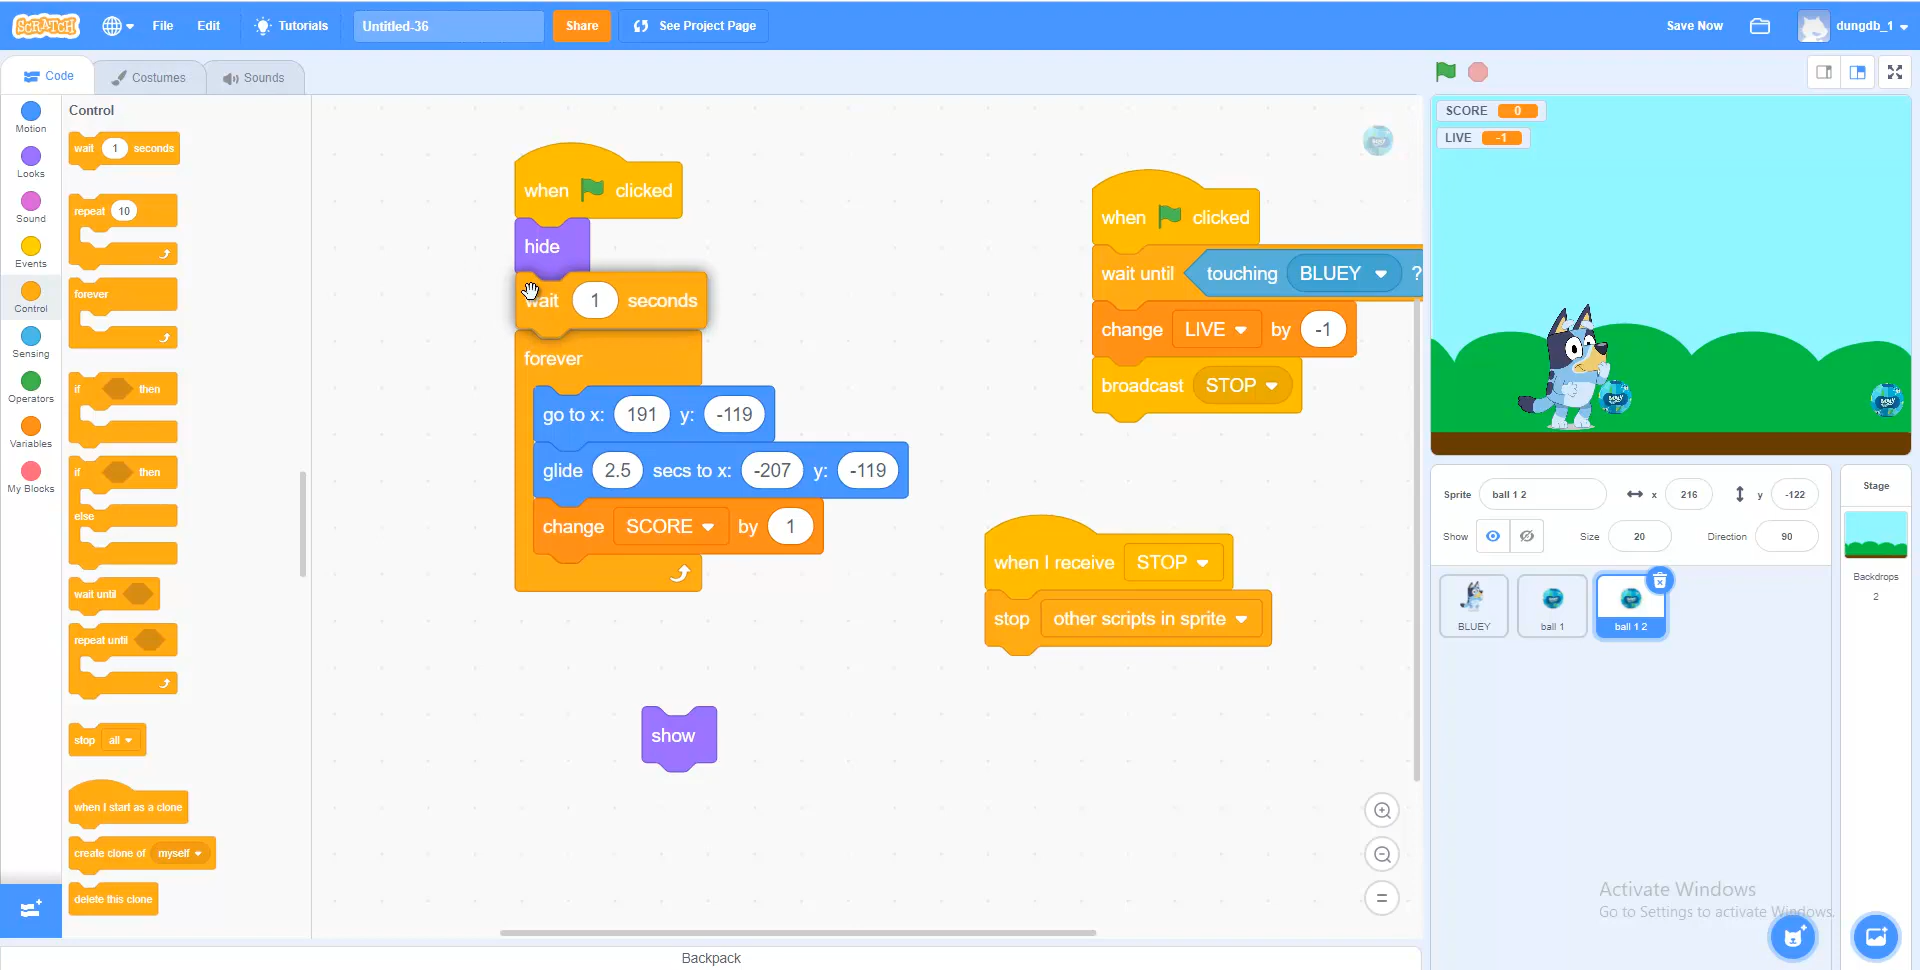 SCRATCH
File
Edit
Tutorials
Untitled-36
Share
See Project Page
Save Now
dungdb_1
Code
Costumes
Sounds
Motion
Looks
Sound
Events
Control
Sensing
Operators
Variables
My Blocks
Control
wait 1 seconds
repeat 10
forever
if then
if then
else
wait until
repeat until
stop all
when I start as a clone
create clone of myself
delete this clone
when clicked
hide
wait 1 seconds
forever
go to x: 191 y: -119
glide 2.5 secs to x: -207 y: -119
change SCORE by 1
show
when clicked
wait until touching BLUEY ?
change LIVE by -1
broadcast STOP
when I receive STOP
stop other scripts in sprite
Backpack
SCORE 0
LIVE -1
Sprite ball 1 2 x 216 y -122
Show Size 20 Direction 90
BLUEY
ball 1
ball 1 2
Stage
Backdrops
2
Activate Windows
Go to Settings to activate Windows.